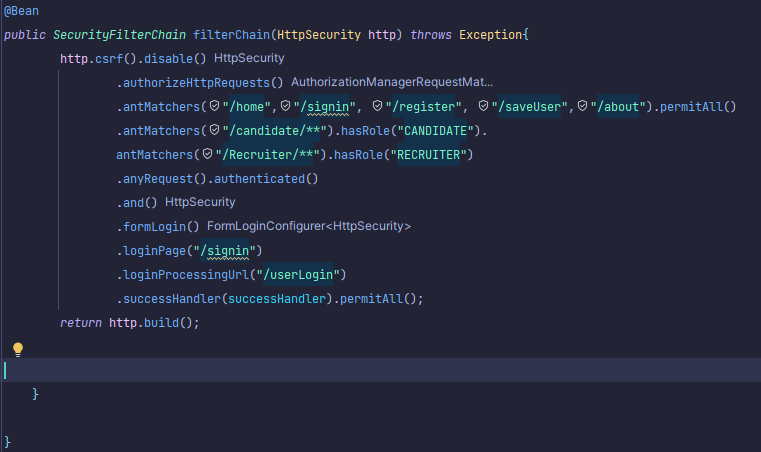 @Bean
public SecurityFilterChain filterChain(HttpSecurity http) throws Exception{
http.csrf().disable() HttpSecurity
.authorizeHttpRequests() AuthorizationManagerRequestMat...
.antMatchers("/home","/signin", "/register", "/saveUser","/about").permitAll()
.antMatchers("/candidate/**").hasRole("CANDIDATE").
antMatchers("/Recruiter/**").hasRole("RECRUITER")
.anyRequest().authenticated()
.and() HttpSecurity
.formLogin() FormLoginConfigurer<HttpSecurity>
.loginPage("/signin")
.loginProcessingUrl("/userLogin")
.successHandler(successHandler).permitAll();
return http.build();
}
}